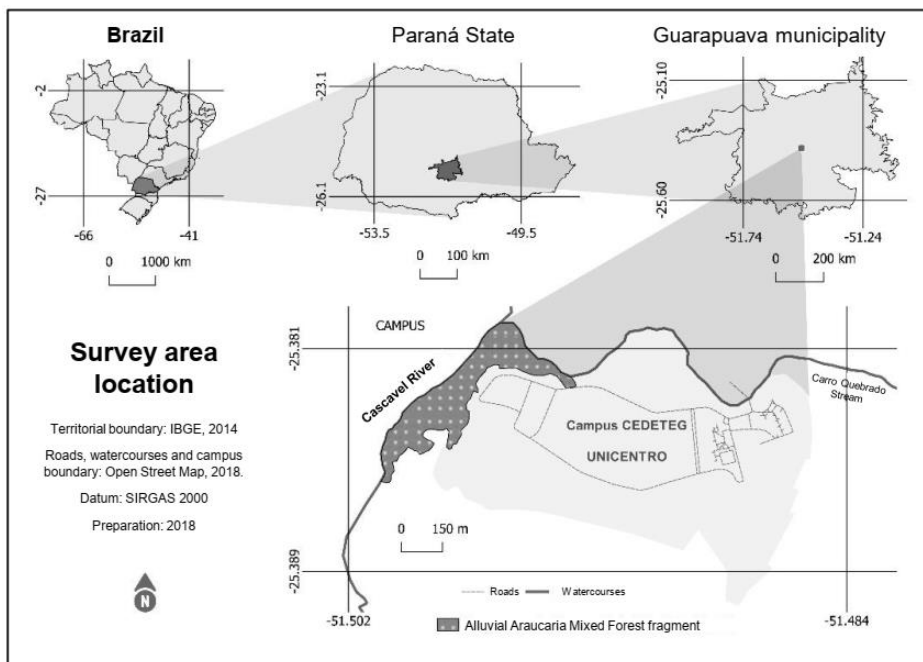 Brazil
Paraná State
Guarapuava municipality
-2
-27
-66
-41
0 1000 km
-23.1
-26.1
-53.5
-49.5
0 100 km
-25.10
-25.60
-51.74
-51.24
0 200 km
Survey area
location
Territorial boundary: IBGE, 2014
Roads, watercourses and campus
boundary: Open Street Map, 2018.
Datum: SIRGAS 2000
Preparation: 2018
N
CAMPUS
-25.381
Cascavel River
Carro Quebrado
Stream
Campus CEDETEG
UNICENTRO
0 150 m
-25.389
Roads
Watercourses
-51.502
-51.484
Alluvial Araucaria Mixed Forest fragment